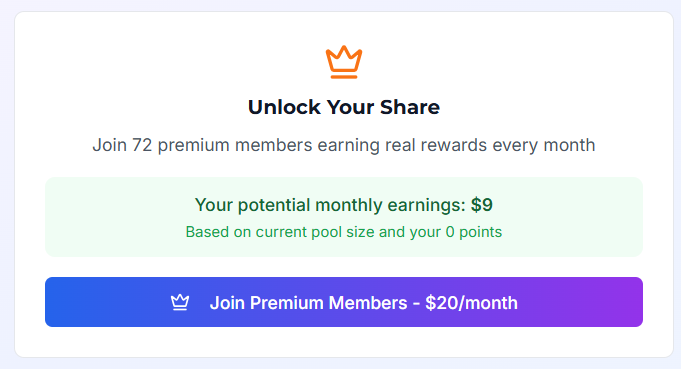 Unlock Your Share
Join 72 premium members earning real rewards every month
Your potential monthly earnings: $9
Based on current pool size and your 0 points
Join Premium Members - $20/month